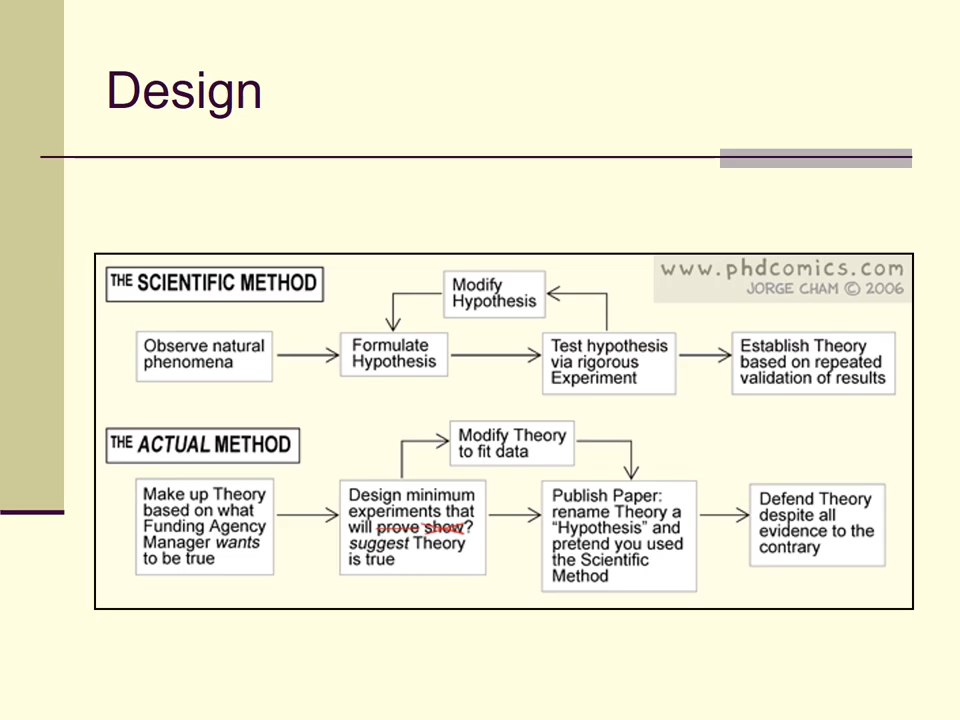 Design
www.phdcomics.com
JORGE CHAM © 2006
THE SCIENTIFIC METHOD
Modify
Hypothesis
Observe natural
phenomena
Formulate
Hypothesis
Test hypothesis
via rigorous
Experiment
Establish Theory
based on repeated
validation of results
THE ACTUAL METHOD
Modify Theory
to fit data
Make up Theory
based on what
Funding Agency
Manager wants
to be true
Design minimum
experiments that
will prove show?
suggest Theory
is true
Publish Paper:
rename Theory a
“Hypothesis” and
pretend you used
the Scientific
Method
Defend Theory
despite all
evidence to the
contrary